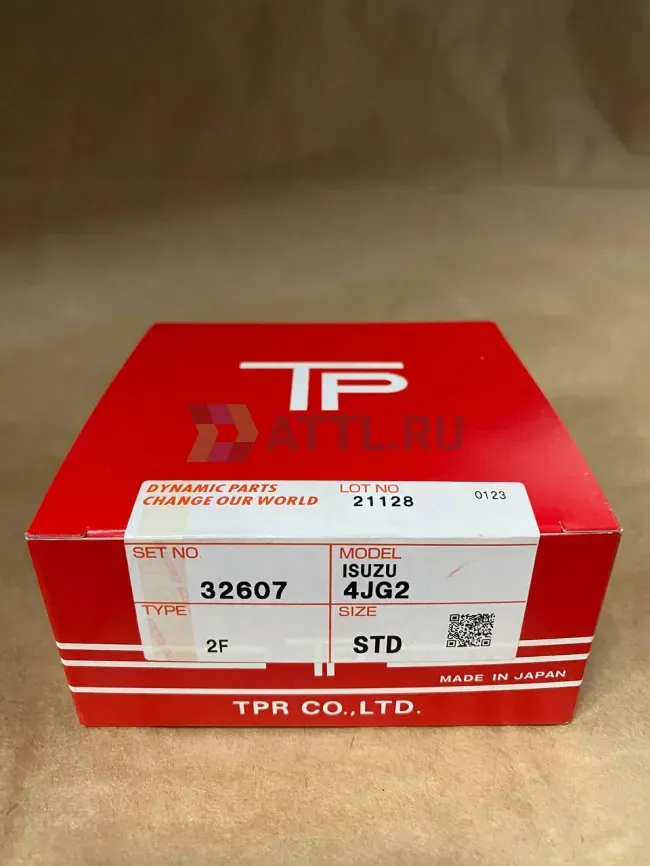 TP
ATTL.RU
DYNAMIC PARTS
CHANGE OUR WORLD
LOT NO
21128
0123
SET NO
32607
MODEL
ISUZU
4JG2
TYPE
2F
SIZE
STD
MADE IN JAPAN
TPR CO.,LTD.